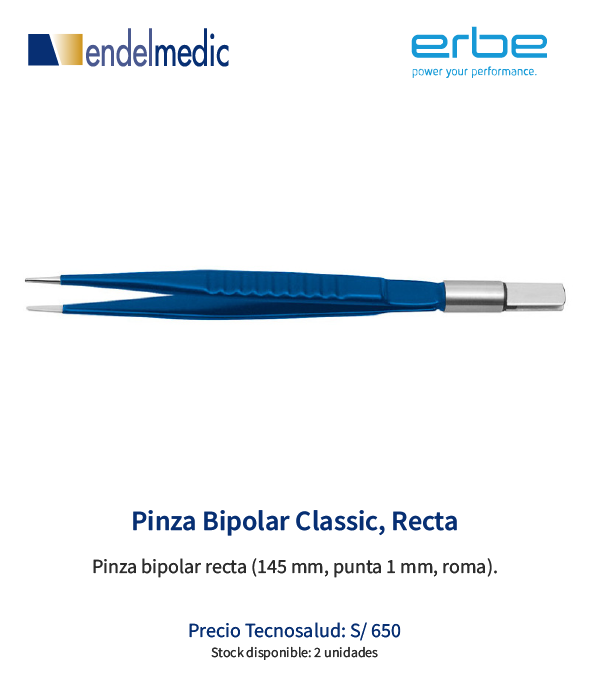 endelmedic
erbe
power your performance.
Pinza Bipolar Classic, Recta
Pinza bipolar recta (145 mm, punta 1 mm, roma).
Precio Tecnosalud: S/ 650
Stock disponible: 2 unidades